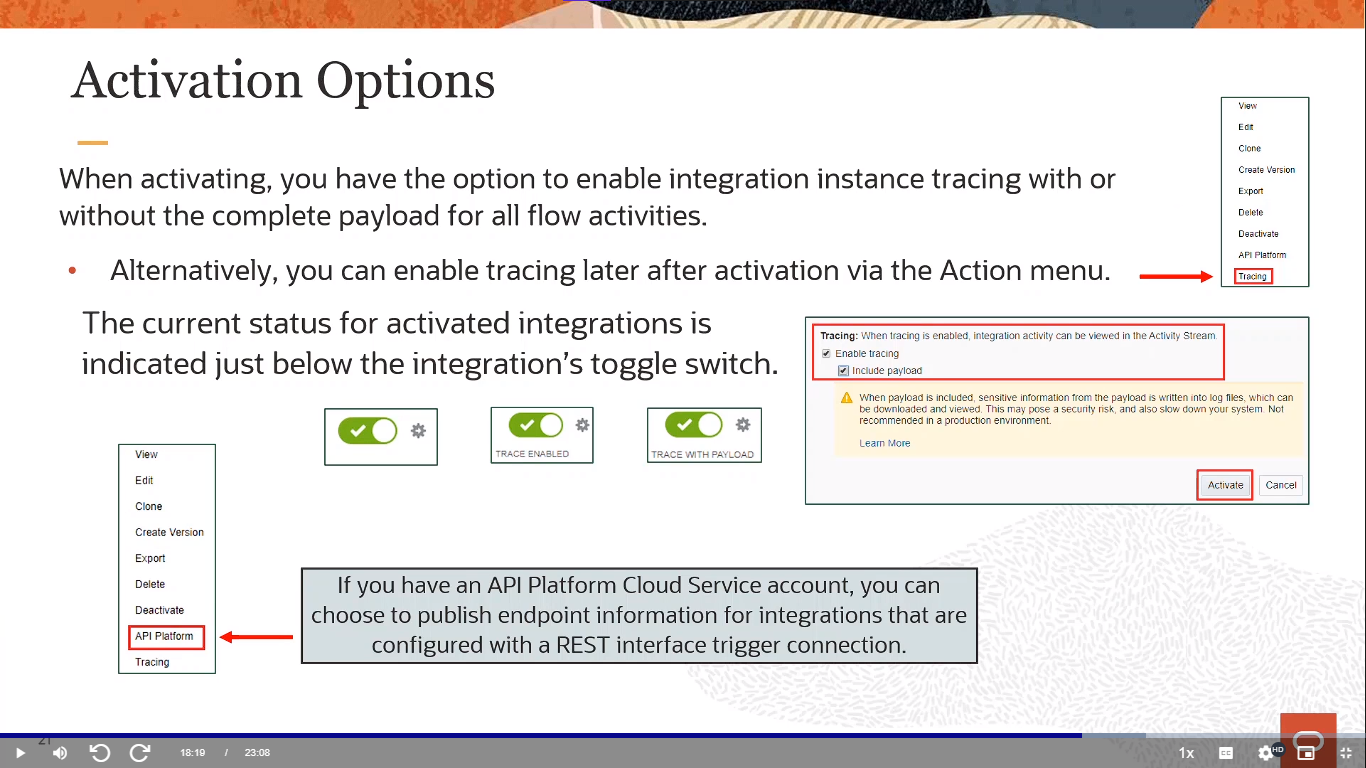 Activation Options
When activating, you have the option to enable integration instance tracing with or
without the complete payload for all flow activities.
• Alternatively, you can enable tracing later after activation via the Action menu.
View
Edit
Clone
Create Version
Export
Delete
Deactivate
API Platform
Tracing
The current status for activated integrations is
indicated just below the integration’s toggle switch.
TRACE ENABLED
TRACE WITH PAYLOAD
Tracing: When tracing is enabled, integration activity can be viewed in the Activity Stream.
Enable tracing
Include payload
When payload is included, sensitive information from the payload is written into log files, which can
be downloaded and viewed. This may pose a security risk, and also slow down your system. Not
recommended in a production environment.
Learn More
Activate Cancel
View
Edit
Clone
Create Version
Export
Delete
Deactivate
API Platform
Tracing
If you have an API Platform Cloud Service account, you can
choose to publish endpoint information for integrations that are
configured with a REST interface trigger connection.
21
18:19 / 23:08
1x CC HD